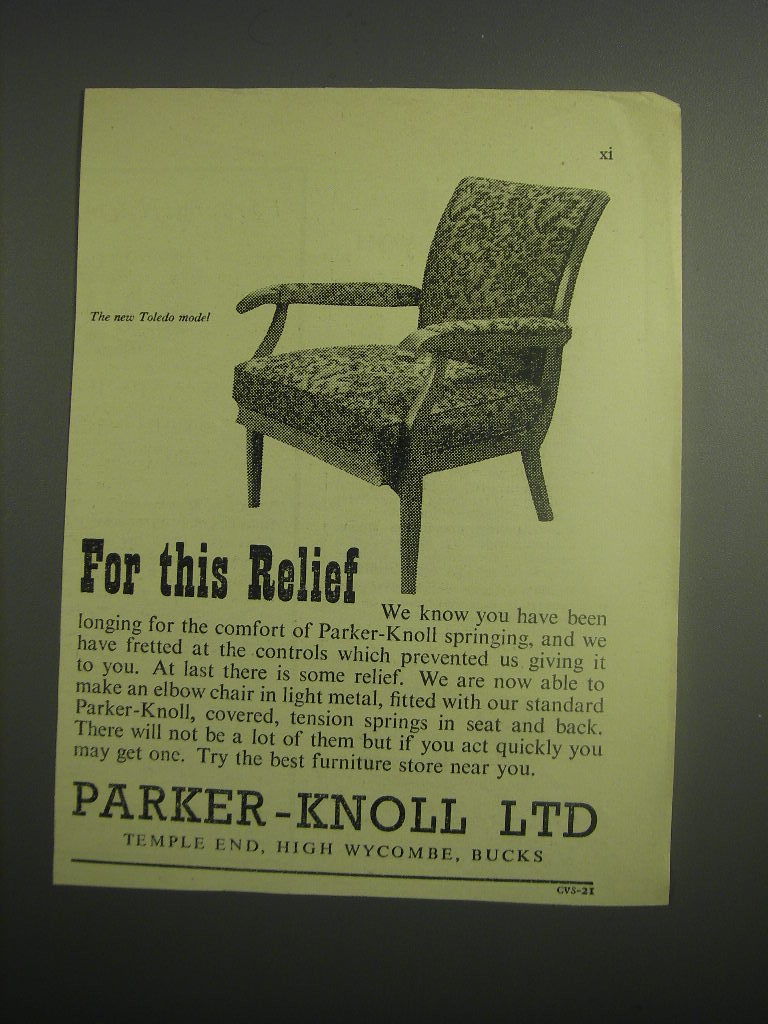 xi
The new Toledo model
For this Relief
We know you have been
longing for the comfort of Parker-Knoll springing, and we
have fretted at the controls which prevented us giving it
to you. At last there is some relief. We are now able to
make an elbow chair in light metal, fitted with our standard
Parker-Knoll, covered, tension springs in seat and back.
There will not be a lot of them but if you act quickly you
may get one. Try the best furniture store near you.
PARKER-KNOLL LTD
TEMPLE END, HIGH WYCOMBE, BUCKS
CVS-21